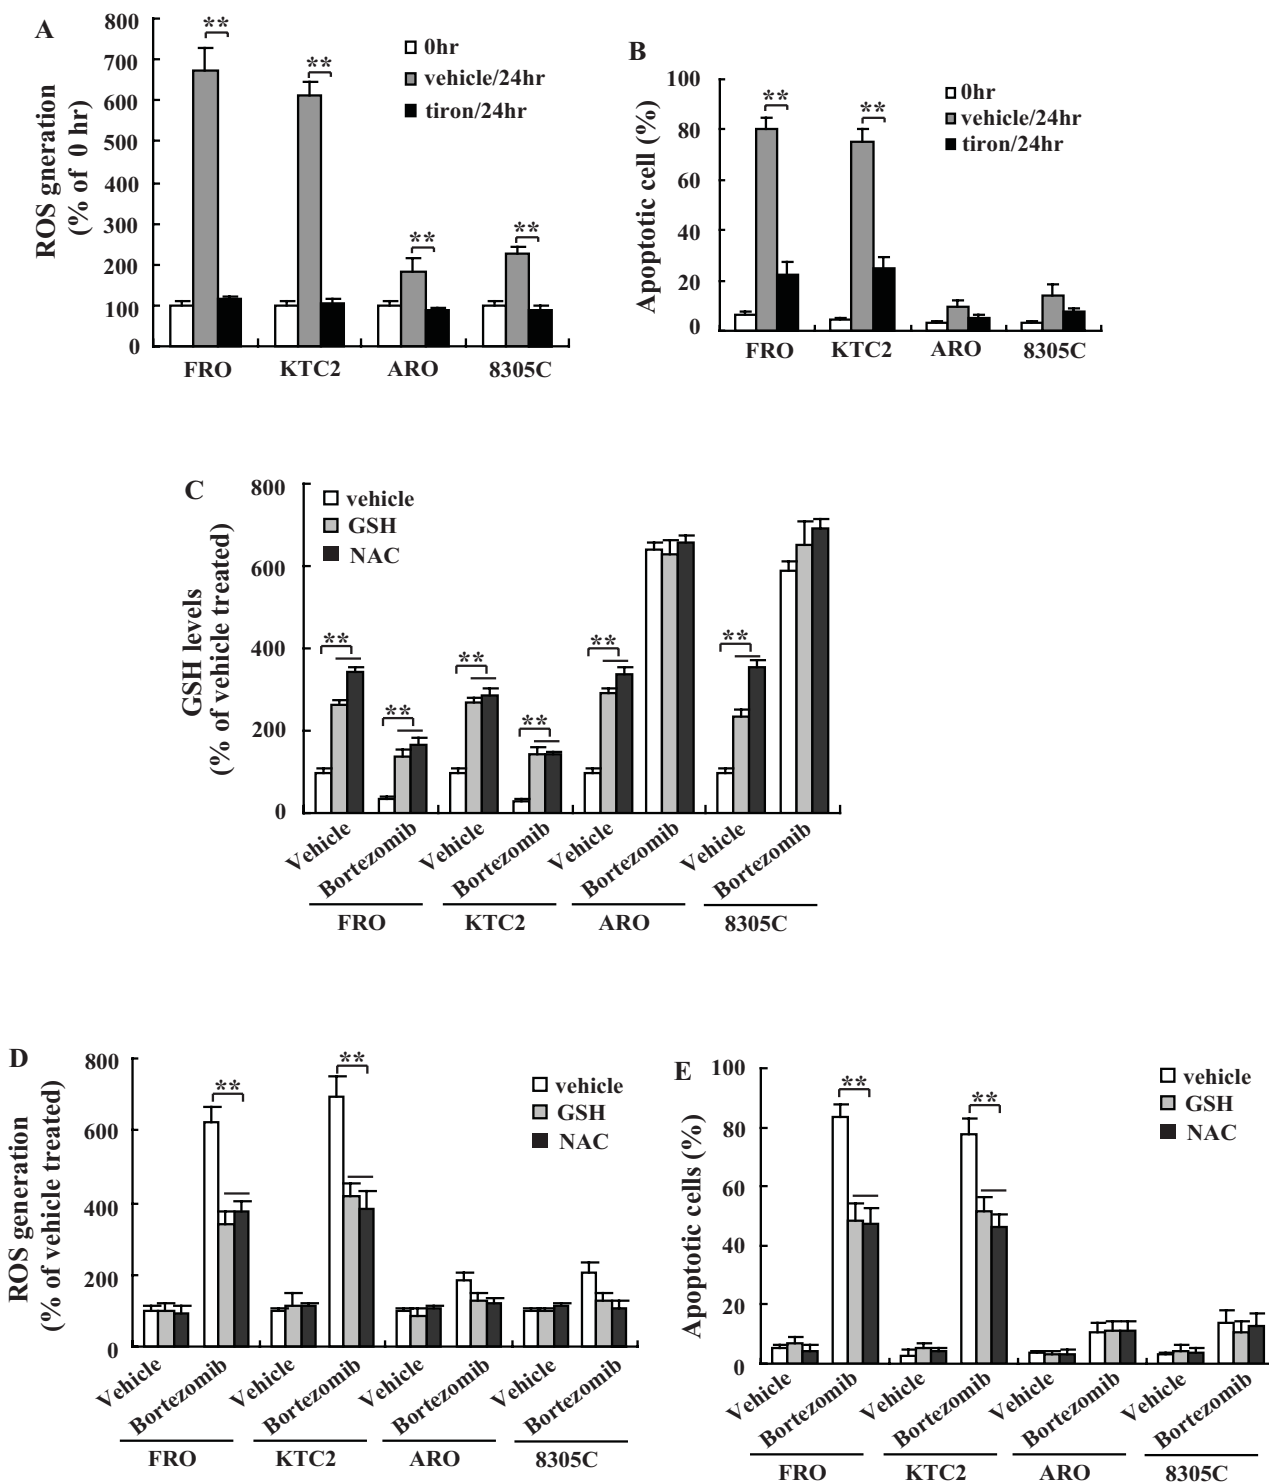 A
ROS gneration
(% of 0 hr)
800
700
600
500
400
300
200
100
0
**
**
**
**
0hr
vehicle/24hr
tiron/24hr
FRO
KTC2
ARO
8305C
B
Apoptotic cell (%)
100
80
60
40
20
0
**
**
0hr
vehicle/24hr
tiron/24hr
FRO
KTC2
ARO
8305C
C
GSH levels
(% of vehicle treated)
800
600
400
200
0
vehicle
GSH
NAC
**
**
**
**
**
**
Vehicle
Bortezomib
Vehicle
Bortezomib
Vehicle
Bortezomib
Vehicle
Bortezomib
FRO
KTC2
ARO
8305C
D
ROS generation
(% of vehicle treated)
800
600
400
200
0
**
**
vehicle
GSH
NAC
Vehicle
Bortezomib
Vehicle
Bortezomib
Vehicle
Bortezomib
Vehicle
Bortezomib
FRO
KTC2
ARO
8305C
E
Apoptotic cells (%)
100
80
60
40
20
0
**
**
vehicle
GSH
NAC
Vehicle
Bortezomib
Vehicle
Bortezomib
Vehicle
Bortezomib
Vehicle
Bortezomib
FRO
KTC2
ARO
8305C